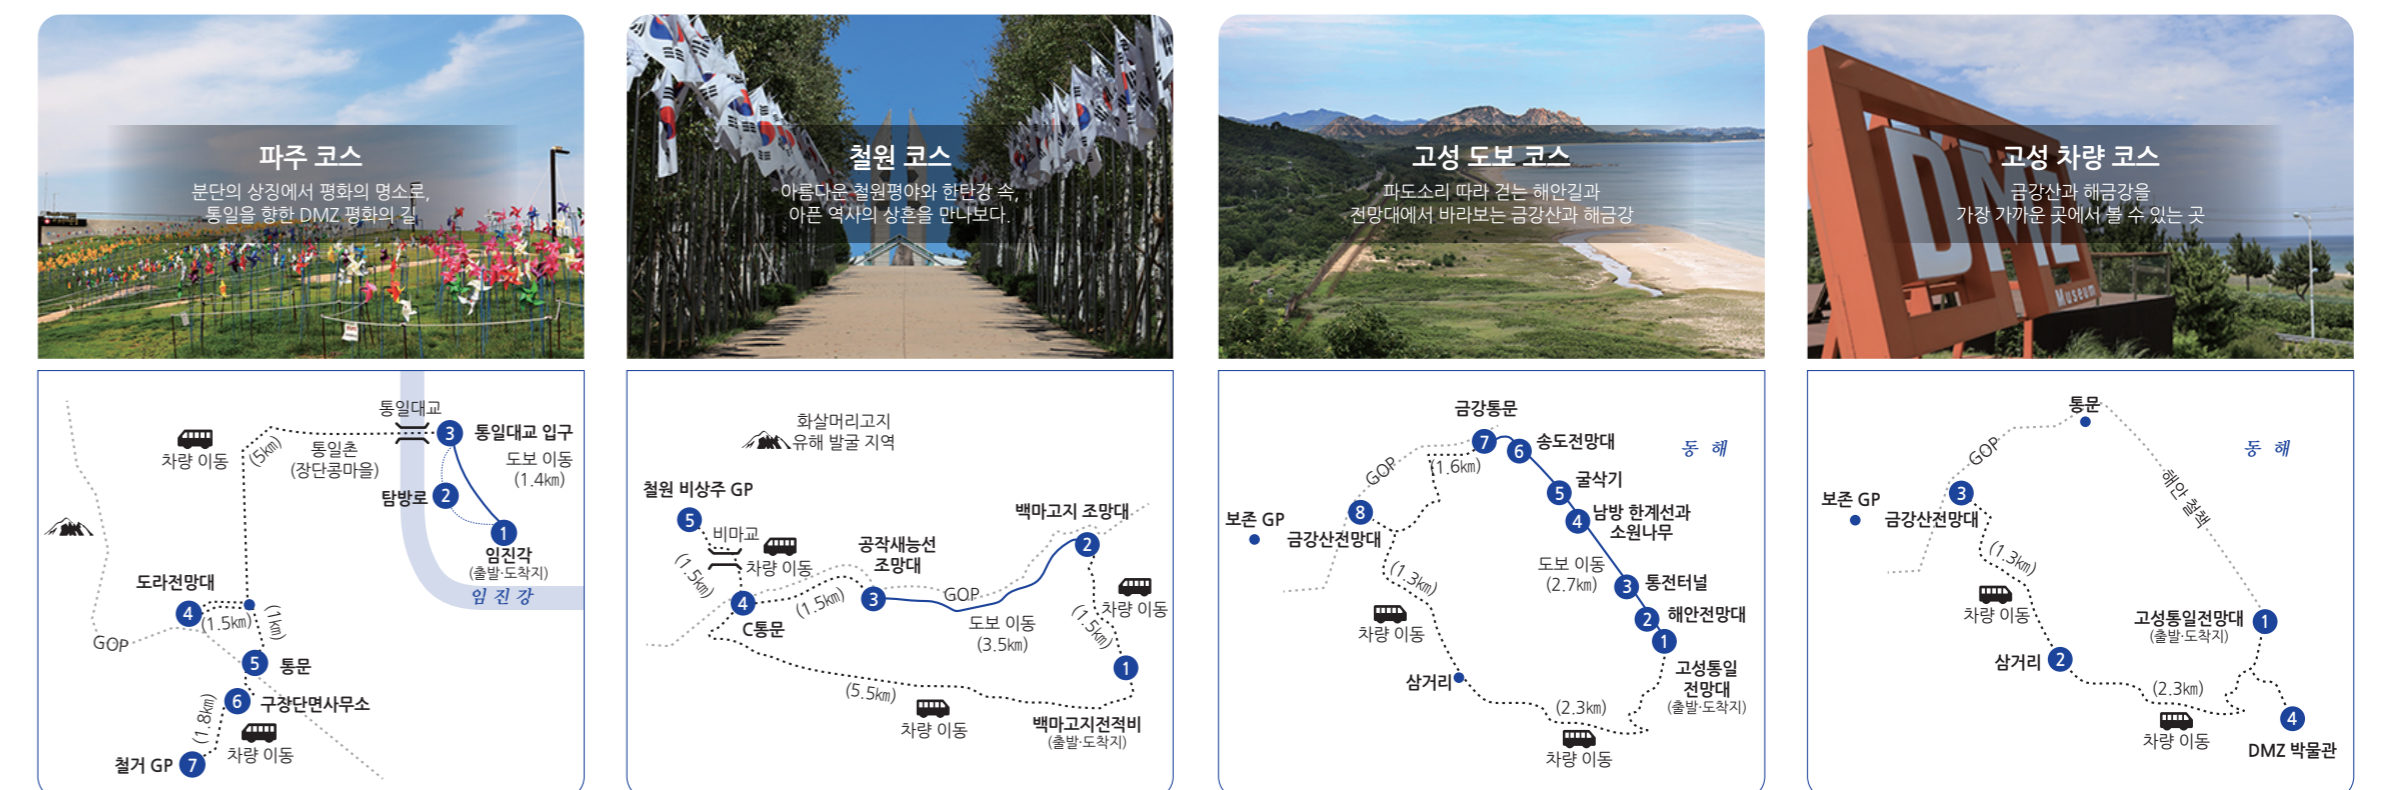 파주 코스
분단의 상징에서 평화의 명소로,
통일을 향한 DMZ 평화의 길
철원 코스
아름다운 철원평야와 한탄강 속,
아픈 역사의 상흔을 만나보다.
고성 도보 코스
파도소리 따라 걷는 해안길과
전망대에서 바라보는 금강산과 해금강
고성 차량 코스
금강산과 해금강을
가장 가까운 곳에서 볼 수 있는 곳
DMZ
Museum
통일대교
3
통일대교 입구
차량 이동
(5km)
통일촌
(장단콩마을)
도보 이동
(1.4km)
탐방로
2
1
임진각
(출발·도착지)
임진강
도라전망대
4
(1.5km)
(1km)
GOP
5
통문
6
구장단면사무소
(1.8km)
차량 이동
철거 GP
7
화살머리고지
유해 발굴 지역
철원 비상주 GP
5
비마교
(1.5km)
차량 이동
공작새능선
조망대
백마고지 조망대
2
4
(1.5km)
3
GOP
C통문
도보 이동
(3.5km)
차량 이동
(1.5km)
1
(5.5km)
차량 이동
백마고지전적비
(출발·도착지)
금강통문
7
6
송도전망대
동 해
GOP
(1.6km)
굴삭기
5
8
4
남방 한계선과
소원나무
보존 GP
금강산전망대
(1.3km)
도보 이동
(2.7km)
3
통전터널
2
해안전망대
차량 이동
1
고성통일
전망대
(출발·도착지)
삼거리
(2.3km)
차량 이동
통문
GOP
동 해
해안 철책
보존 GP
3
금강산전망대
(1.3km)
차량 이동
고성통일전망대
(출발·도착지)
1
삼거리
2
(2.3km)
차량 이동
4
DMZ 박물관